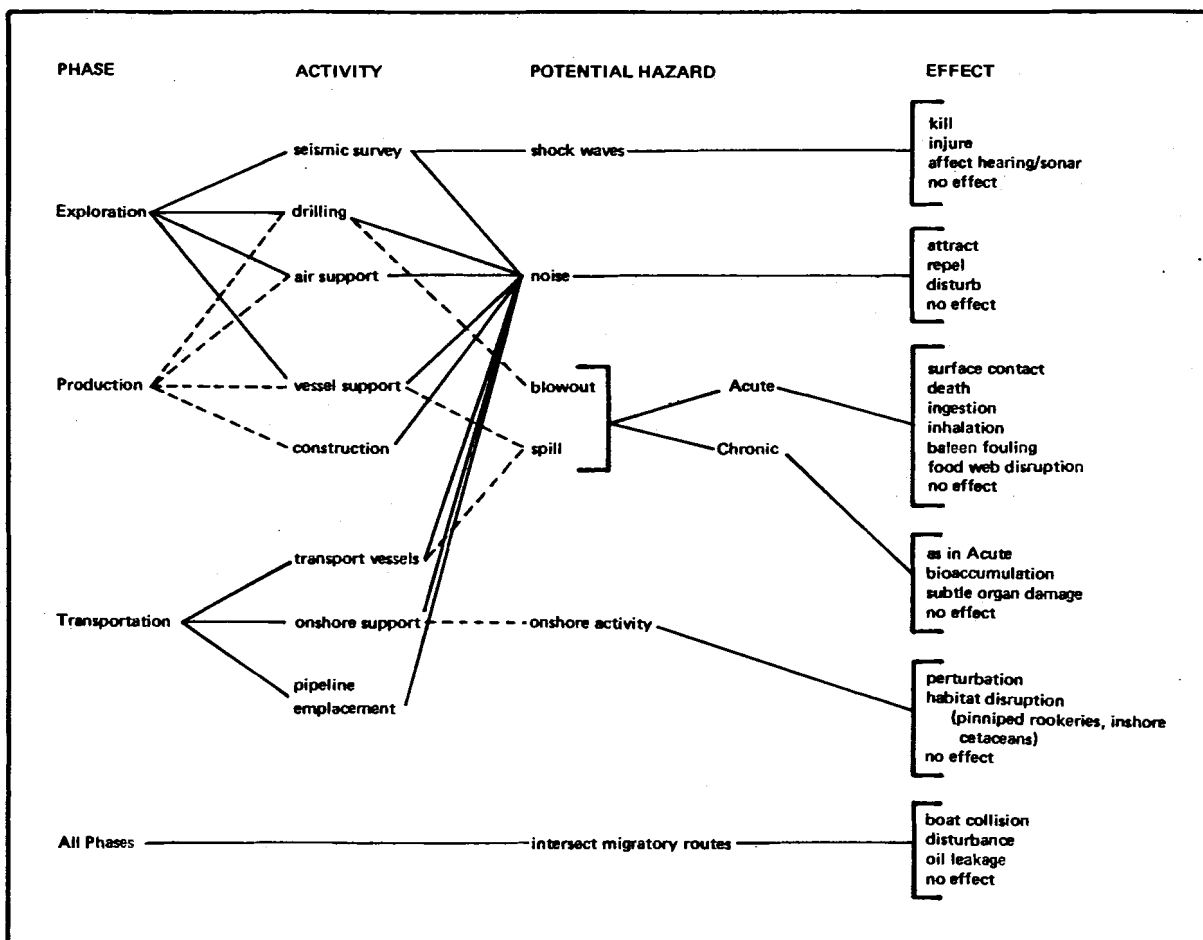 PHASE ACTIVITY POTENTIAL HAZARD EFFECT
kill
injure
seismic survey shock waves affect hearing/sonar
no effect
Exploration drilling
attract
repel
air support noise disturb
no effect
surface contact
Production vessel support blowout Acute death
ingestion
inhalation
construction spill Chronic baleen fouling
food web disruption
no effect
transport vessels as in Acute
bioaccumulation
subtle organ damage
no effect
Transportation onshore support onshore activity
perturbation
pipeline habitat disruption
emplacement (pinniped rookeries, inshore
cetaceans)
no effect
boat collision
All Phases intersect migratory routes disturbance
oil leakage
no effect